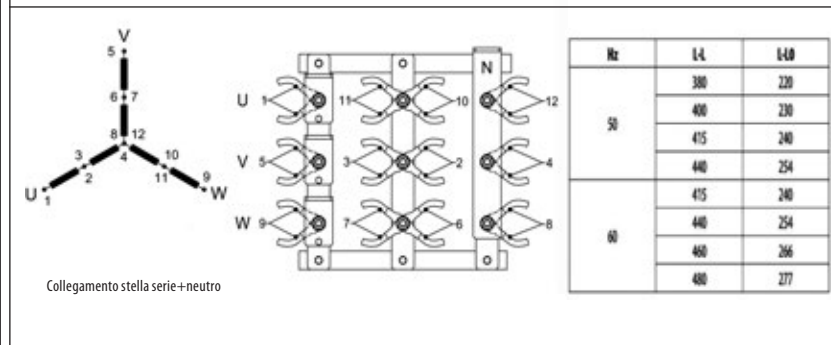 V
5
6 7
8 12
4
3
2
10
11
U 1
9 W
Collegamento stella serie+neutro
N
U 1 11 10 12
V 5 3 2 4
W 9 7 6 8
Hz L-L L-L0
50
380 220
400 230
415 240
440 254
60
415 240
440 254
460 266
480 277